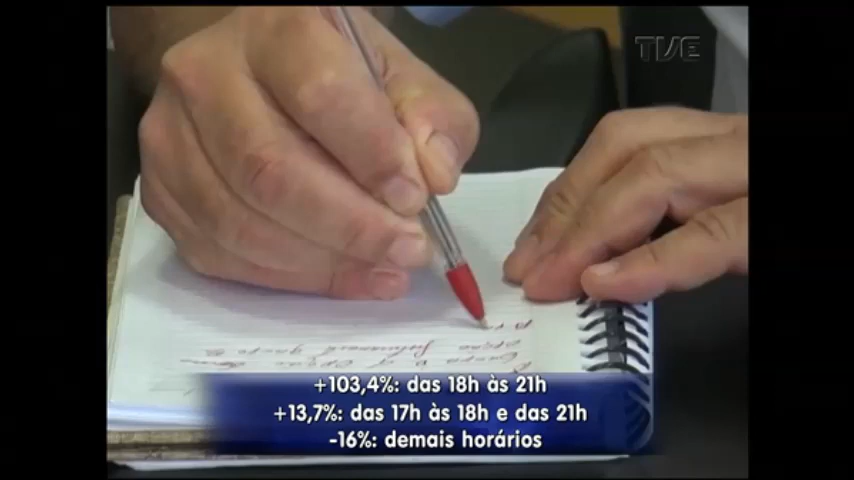 TVE
+103,4%: das 18h às 21h
+13,7%: das 17h às 18h e das 21h
-16%: demais horários